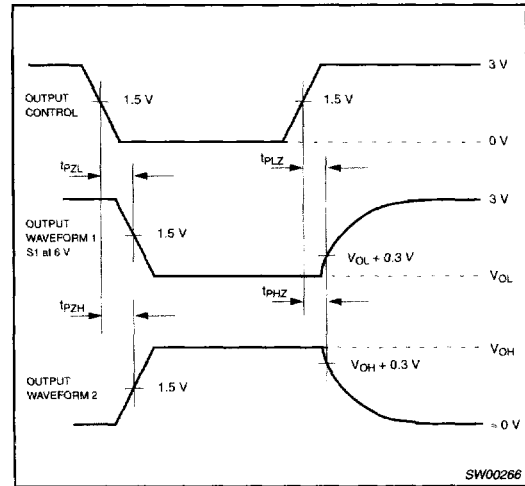 3 V
OUTPUT
CONTROL
1.5 V
1.5 V
0 V
tPZL
tPLZ
3 V
OUTPUT
WAVEFORM 1
S1 at 6 V
1.5 V
VOL + 0.3 V
VOL
tPZH
tPHZ
VOH
OUTPUT
WAVEFORM 2
1.5 V
VOH + 0.3 V
≈ 0 V
SW00266